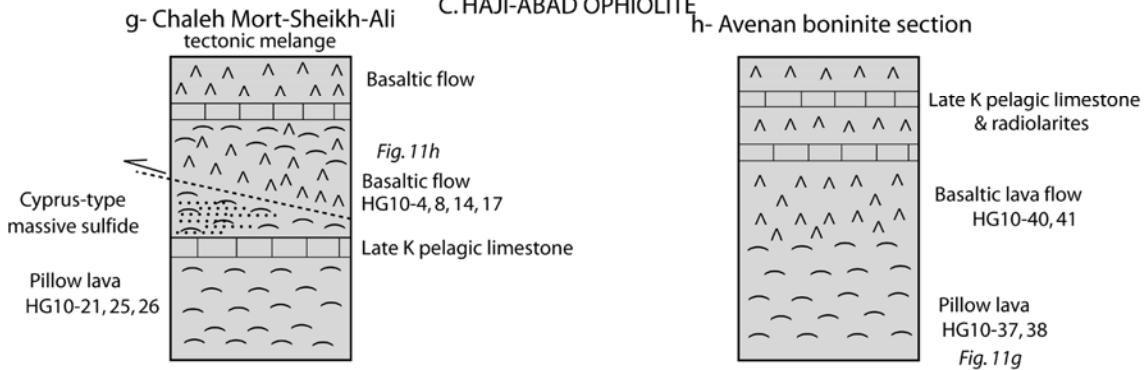 C. HAJI-ABAD OPHIOLITE
g- Chaleh Mort-Sheikh-Ali
tectonic melange
Basaltic flow
Fig. 11h
Basaltic flow
HG10-4, 8, 14, 17
Cyprus-type
massive sulfide
Late K pelagic limestone
Pillow lava
HG10-21, 25, 26
h- Avenan boninite section
Late K pelagic limestone
& radiolarites
Basaltic lava flow
HG10-40, 41
Pillow lava
HG10-37, 38
Fig. 11g